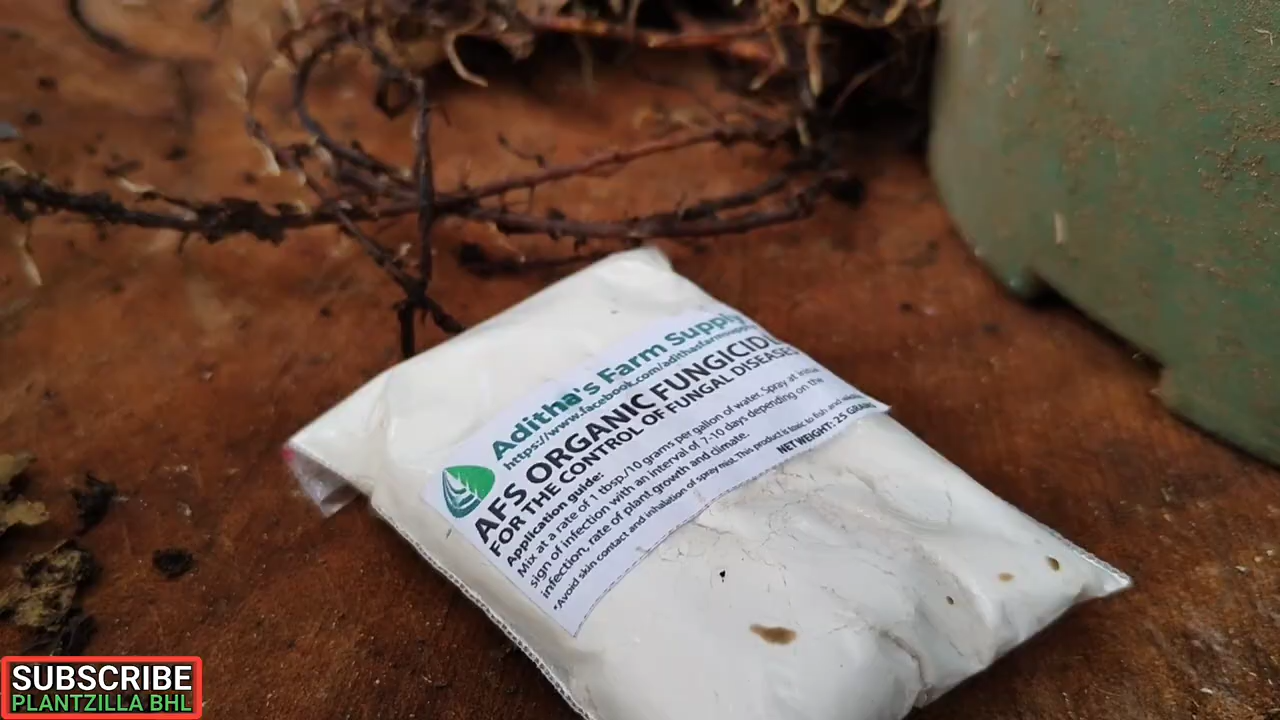 Aditha's Farm Supply
https://www.facebook.com/adithasfarmsupply
AFS ORGANIC FUNGICIDE
FOR THE CONTROL OF FUNGAL DISEASES
Application guide:
Mix at a rate of 1 tbsp./10 grams per gallon of water. Spray at initial
sign of infection with an interval of 7-10 days depending on the
infection, rate of plant growth and climate.
*Avoid skin contact and inhalation of spray mist. This product is toxic to fish and
NET WEIGHT: 25 GRAMS
SUBSCRIBE
PLANTZILLA BHL